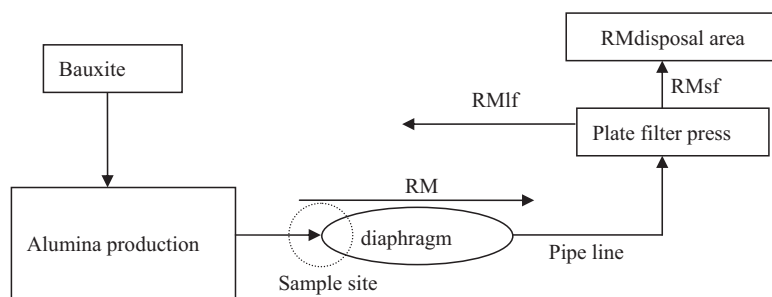 RMdisposal area
Bauxite
RMlf
RMsf
Plate filter press
RM
Alumina production
diaphragm
Pipe line
Sample site